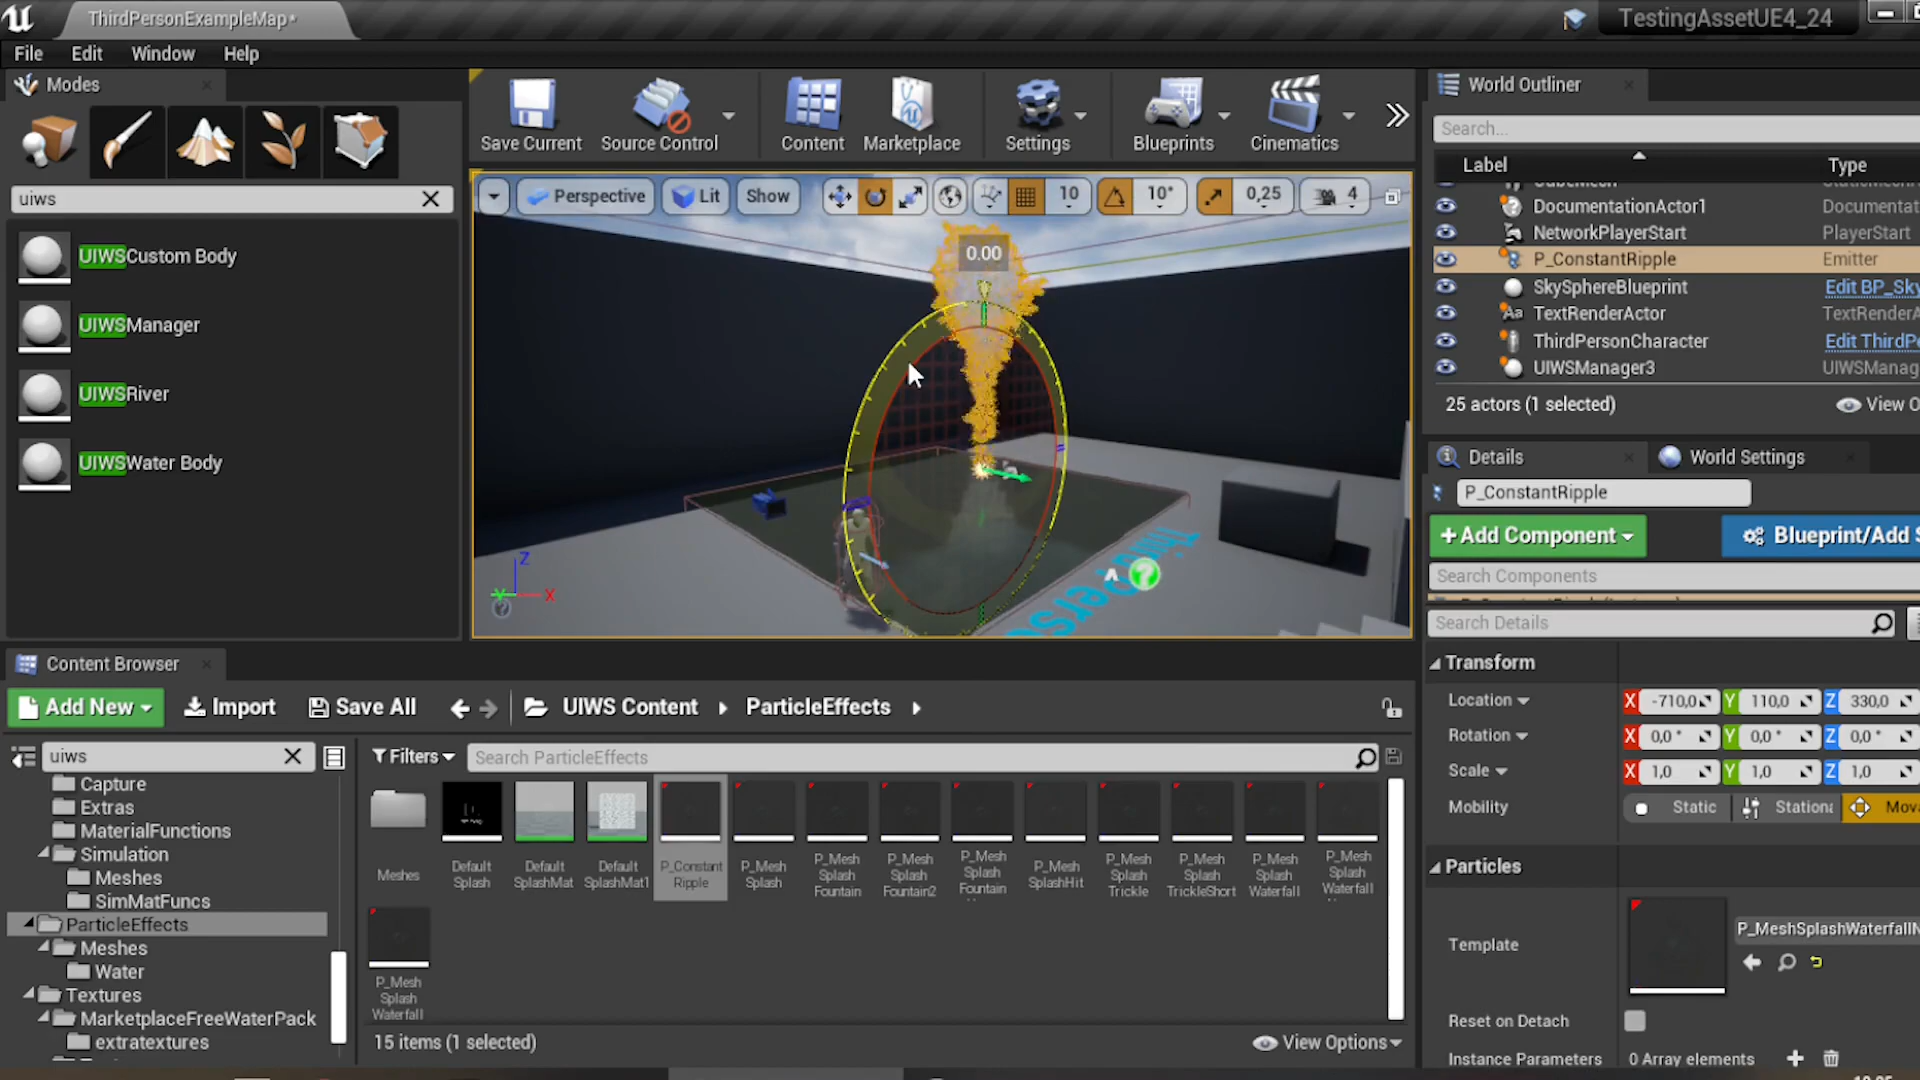 ThirdPersonExampleMap*
TestingAssetUE4_24
File Edit Window Help
Modes
uiws
UIWSCustom Body
UIWSManager
UIWSRiver
UIWSWater Body
Save Current
Source Control
Content
Marketplace
Settings
Blueprints
Cinematics
Perspective
Lit
Show
10
10°
0,25
4
0.00
Z
X
Y
World Outliner
Search...
Label Type
DocumentationActor1 Documentat
NetworkPlayerStart PlayerStart
P_ConstantRipple Emitter
SkySphereBlueprint Edit BP_Sky
TextRenderActor TextRenderA
ThirdPersonCharacter Edit ThirdPe
UIWSManager3 UIWSManag
25 actors (1 selected)
View O
Details
World Settings
P_ConstantRipple
+Add Component
Blueprint/Add S
Search Components
Search Details
Transform
Location X -710,0 Y 110,0 Z 330,0
Rotation X 0,0 ° Y 0,0 ° Z 0,0 °
Scale X 1,0 Y 1,0 Z 1,0
Mobility Static Stationa Mova
Particles
Template
P_MeshSplashWaterfallN
Reset on Detach
Instance Parameters 0 Array elements
Content Browser
Add New Import Save All UIWS Content ParticleEffects
uiws
Filters
Search ParticleEffects
Capture
Extras
MaterialFunctions
Simulation
Meshes
SimMatFuncs
ParticleEffects
Meshes
Water
Textures
MarketplaceFreeWaterPack
extratextures
Meshes
Default
Splash
Default
SplashMat
Default
SplashMat1
P_Constant
Ripple
P_Mesh
Splash
P_Mesh
Splash
Fountain
P_Mesh
Splash
Fountain2
P_Mesh
Splash
Fountain
P_Mesh
SplashHit
P_Mesh
Splash
Trickle
P_Mesh
Splash
TrickleShort
P_Mesh
Splash
Waterfall
P_Mesh
Splash
Waterfall
P_Mesh
Splash
Waterfall
15 items (1 selected)
View Options